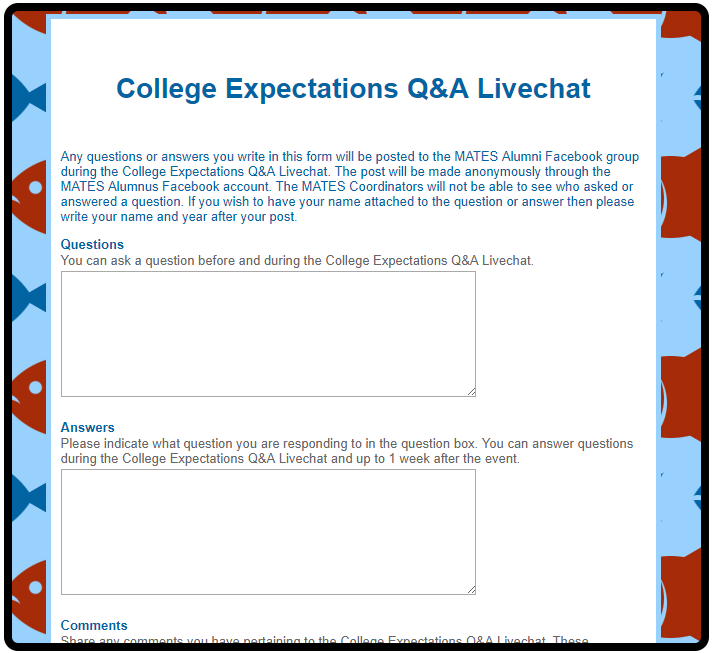 College Expectations Q&A Livechat
Any questions or answers you write in this form will be posted to the MATES Alumni Facebook group
during the College Expectations Q&A Livechat. The post will be made anonymously through the
MATES Alumnus Facebook account. The MATES Coordinators will not be able to see who asked or
answered a question. If you wish to have your name attached to the question or answer then please
write your name and year after your post.
Questions
You can ask a question before and during the College Expectations Q&A Livechat.
Answers
Please indicate what question you are responding to in the question box. You can answer questions
during the College Expectations Q&A Livechat and up to 1 week after the event.
Comments
Share any comments you have pertaining to the College Expectations Q&A Livechat. These